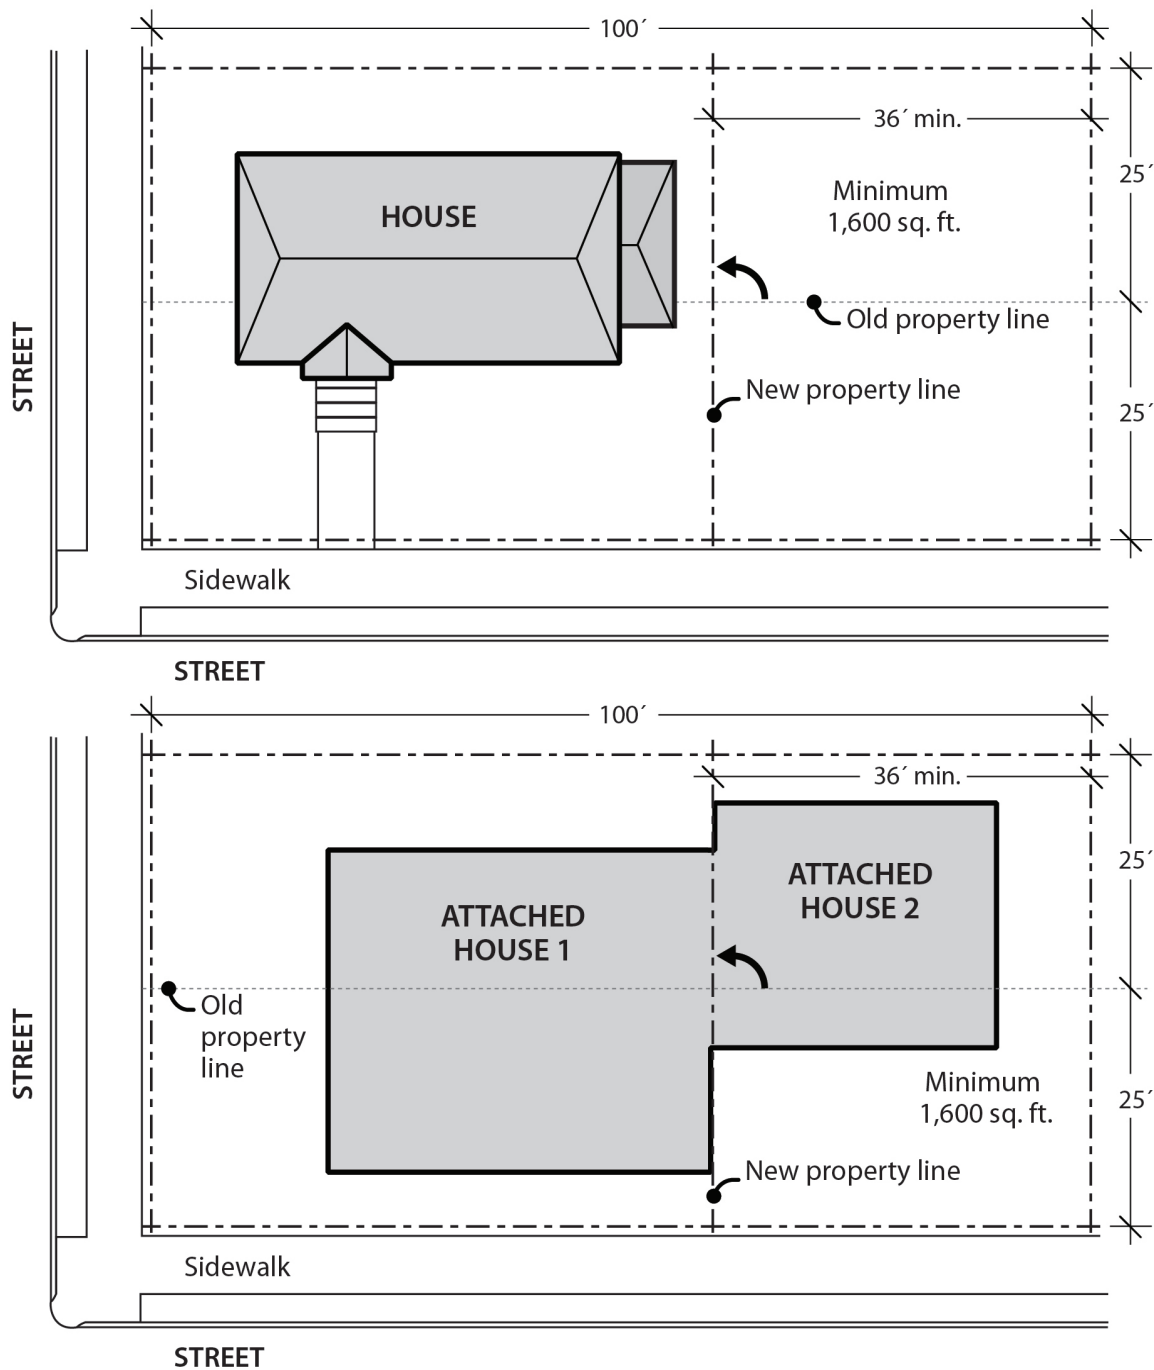 100´
36´ min.
25´
Minimum
1,600 sq. ft.
HOUSE
Old property line
STREET
New property line
25´
Sidewalk
STREET
100´
36´ min.
25´
ATTACHED
HOUSE 2
ATTACHED
HOUSE 1
Old
property
line
STREET
Minimum
1,600 sq. ft.
25´
New property line
Sidewalk
STREET